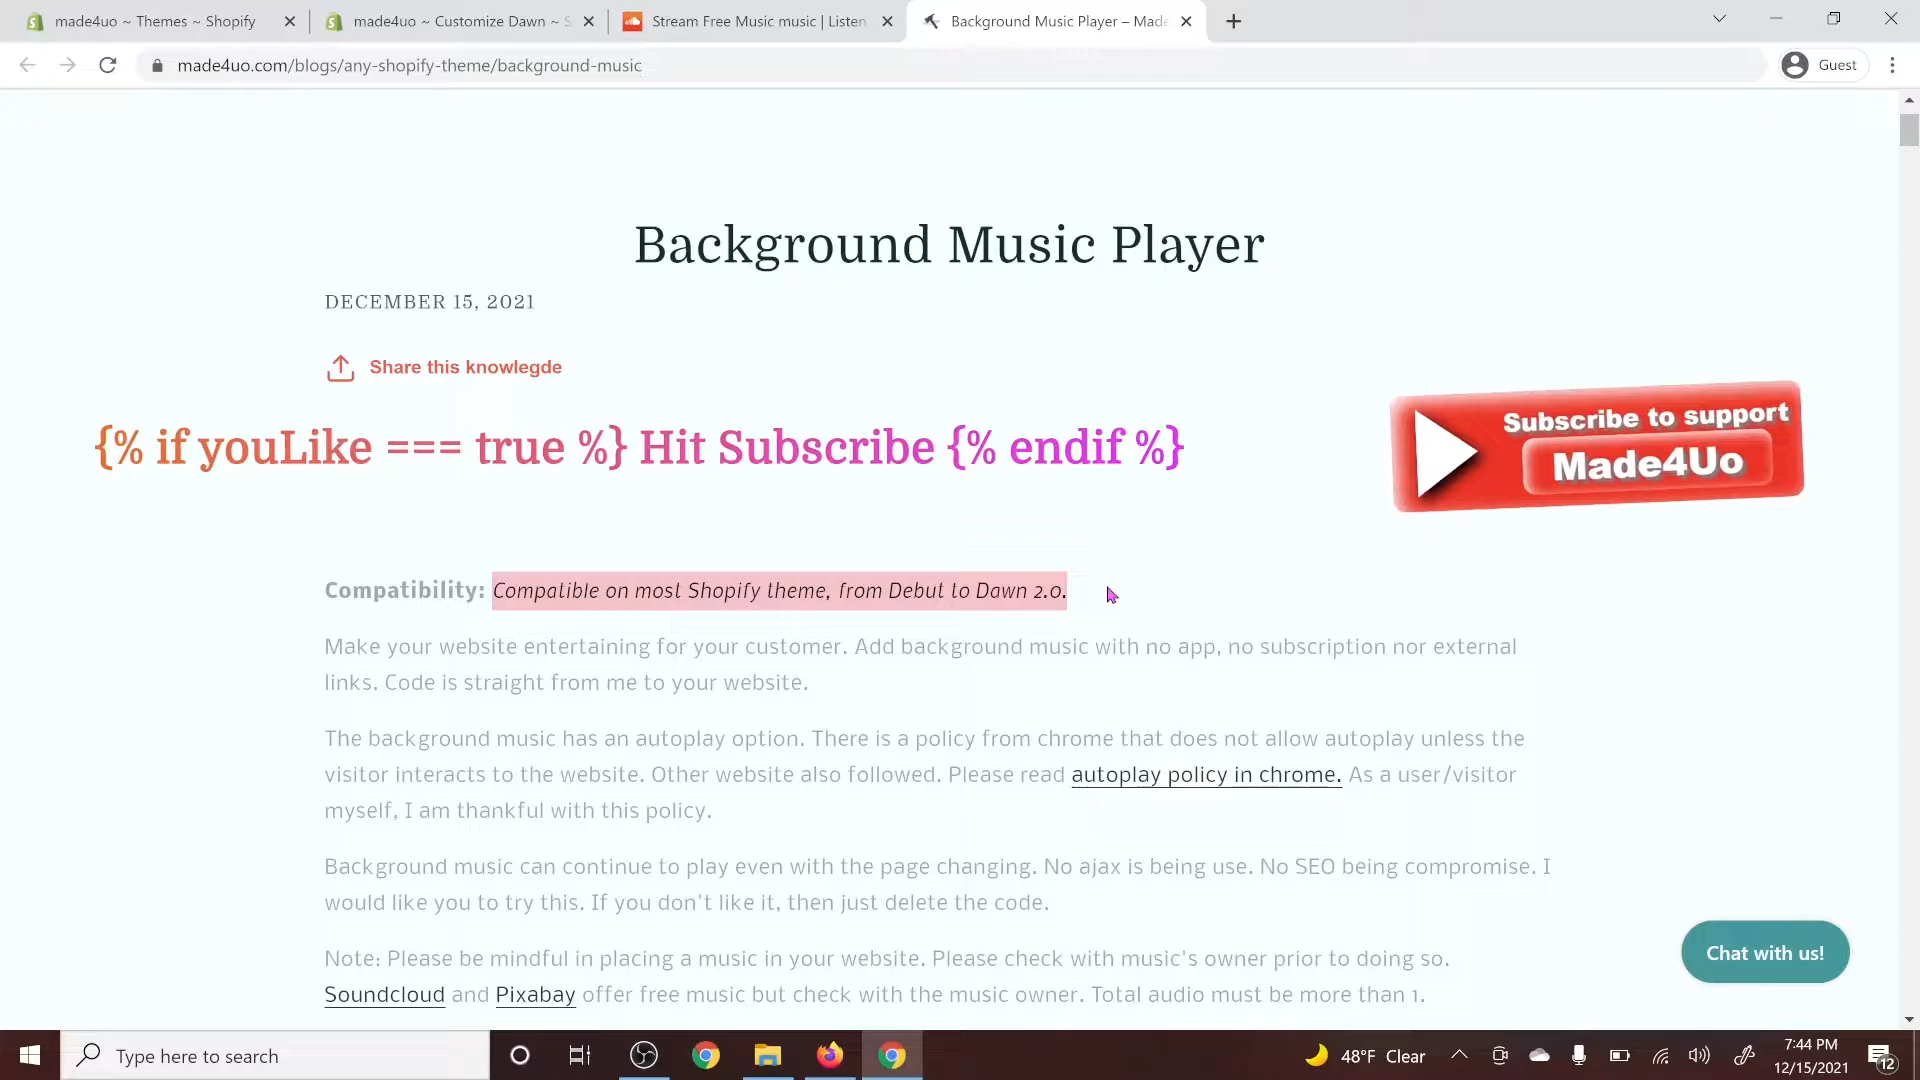 made4uo ~ Themes ~ Shopify
made4uo ~ Customize Dawn ~ S
Stream Free Music music | Listen
Background Music Player – Made
made4uo.com/blogs/any-shopify-theme/background-music
Guest
Background Music Player
DECEMBER 15, 2021
Share this knowlegde
{% if youLike === true %} Hit Subscribe {% endif %}
Subscribe to support
Made4Uo
Compatibility: Compatible on most Shopify theme, from Debut to Dawn 2.0.
Make your website entertaining for your customer. Add background music with no app, no subscription nor external
links. Code is straight from me to your website.
The background music has an autoplay option. There is a policy from chrome that does not allow autoplay unless the
visitor interacts to the website. Other website also followed. Please read autoplay policy in chrome. As a user/visitor
myself, I am thankful with this policy.
Background music can continue to play even with the page changing. No ajax is being use. No SEO being compromise. I
would like you to try this. If you don't like it, then just delete the code.
Note: Please be mindful in placing a music in your website. Please check with music's owner prior to doing so.
Soundcloud and Pixabay offer free music but check with the music owner. Total audio must be more than 1.
Chat with us!
Type here to search
48°F Clear
7:44 PM
12/15/2021
12